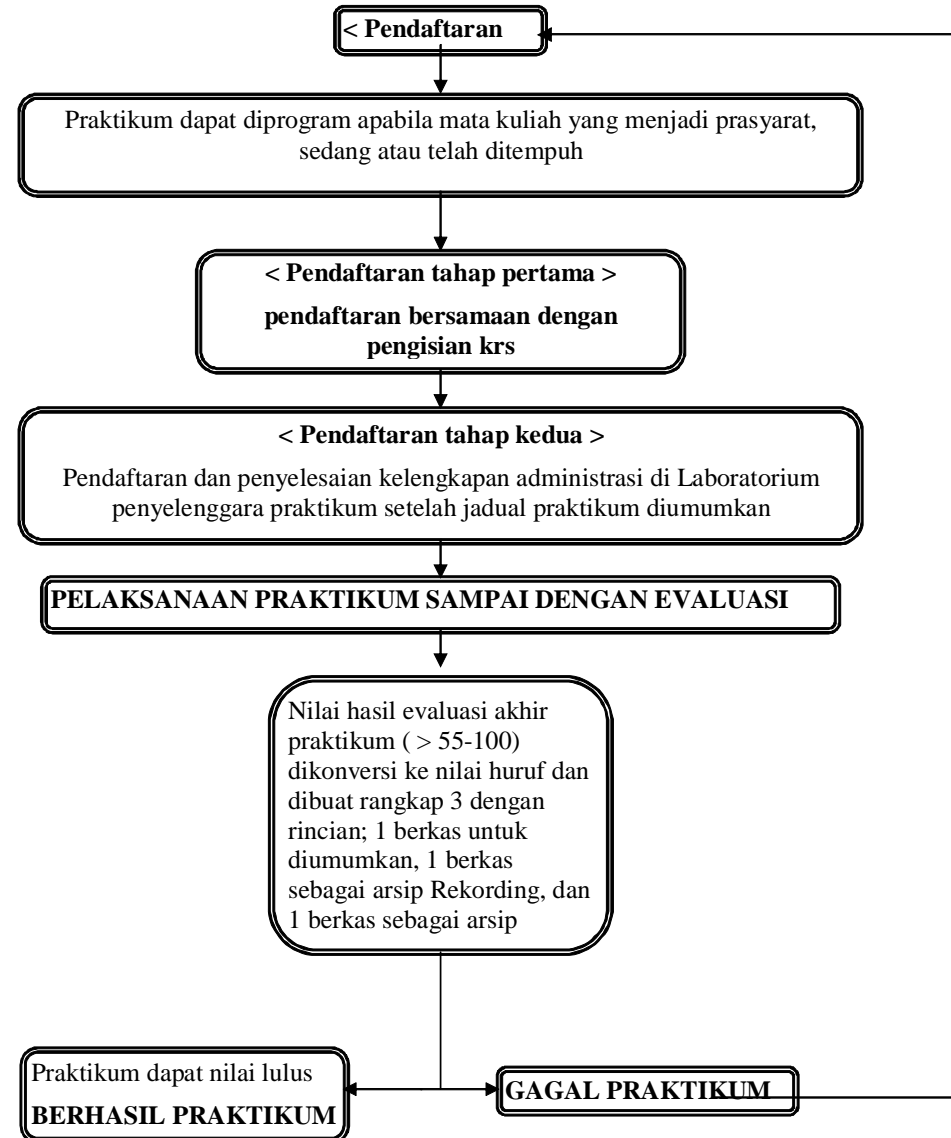 < Pendaftaran
Praktikum dapat diprogram apabila mata kuliah yang menjadi prasyarat,
sedang atau telah ditempuh
< Pendaftaran tahap pertama >
pendaftaran bersamaan dengan
pengisian krs
< Pendaftaran tahap kedua >
Pendaftaran dan penyelesaian kelengkapan administrasi di Laboratorium
penyelenggara praktikum setelah jadual praktikum diumumkan
PELAKSANAAN PRAKTIKUM SAMPAI DENGAN EVALUASI
Nilai hasil evaluasi akhir
praktikum ( > 55-100)
dikonversi ke nilai huruf dan
dibuat rangkap 3 dengan
rincian; 1 berkas untuk
diumumkan, 1 berkas
sebagai arsip Rekording, dan
1 berkas sebagai arsip
Praktikum dapat nilai lulus
BERHASIL PRAKTIKUM
GAGAL PRAKTIKUM